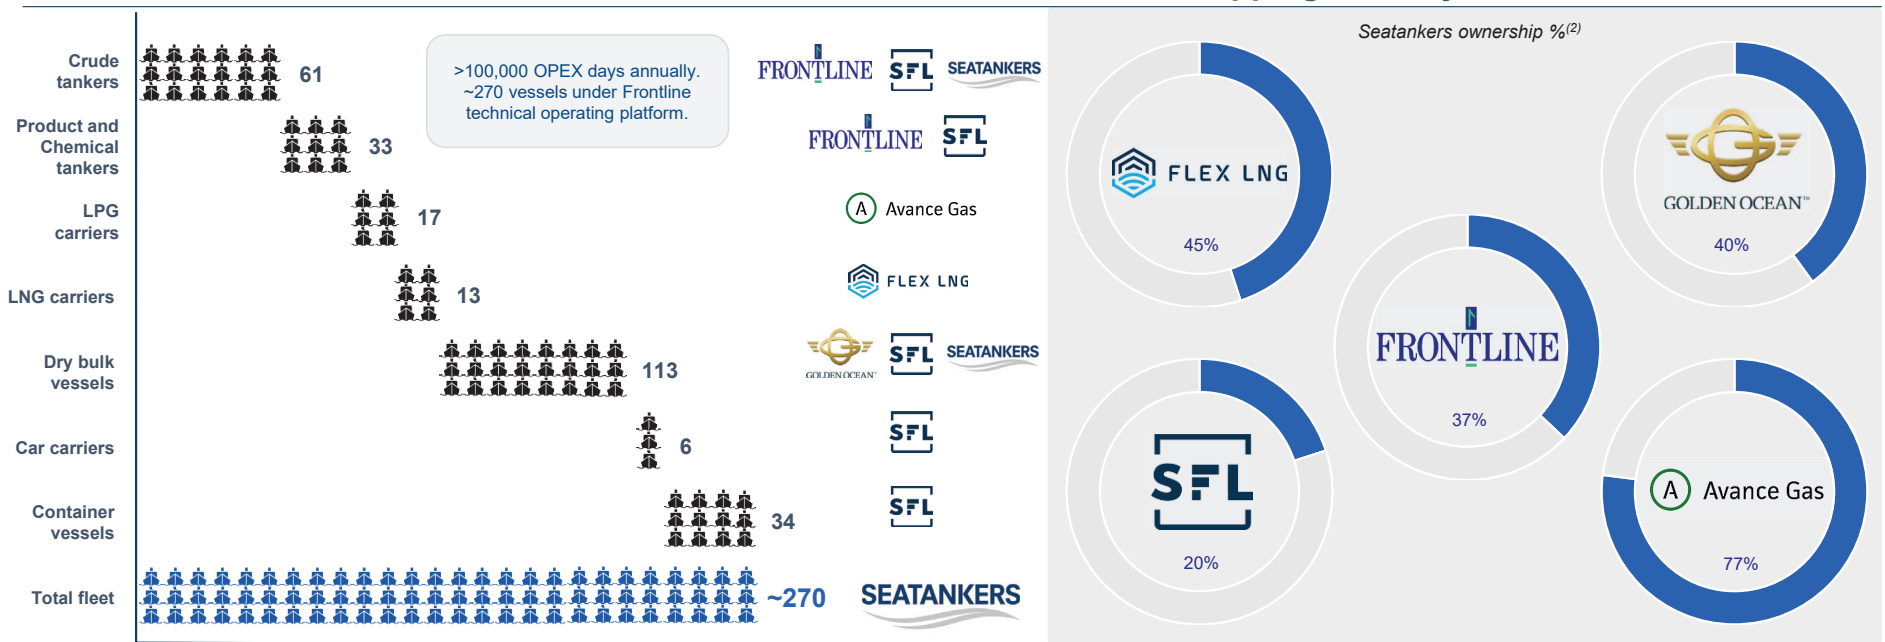 Crude
tankers
61
>100,000 OPEX days annually.
~270 vessels under Frontline
technical operating platform.
FRONTLINE SFL SEATANKERS
Product and
Chemical
tankers
33
FRONTLINE SFL
LPG
carriers
17
A Avance Gas
LNG carriers
13
FLEX LNG
Dry bulk
vessels
113
GOLDEN OCEAN™ SFL SEATANKERS
Car carriers
6
SFL
Container
vessels
34
SFL
Total fleet
~270
SEATANKERS
Seatankers ownership %(2)
FLEX LNG
45%
GOLDEN OCEAN™
40%
FRONTLINE
37%
SFL
20%
A Avance Gas
77%